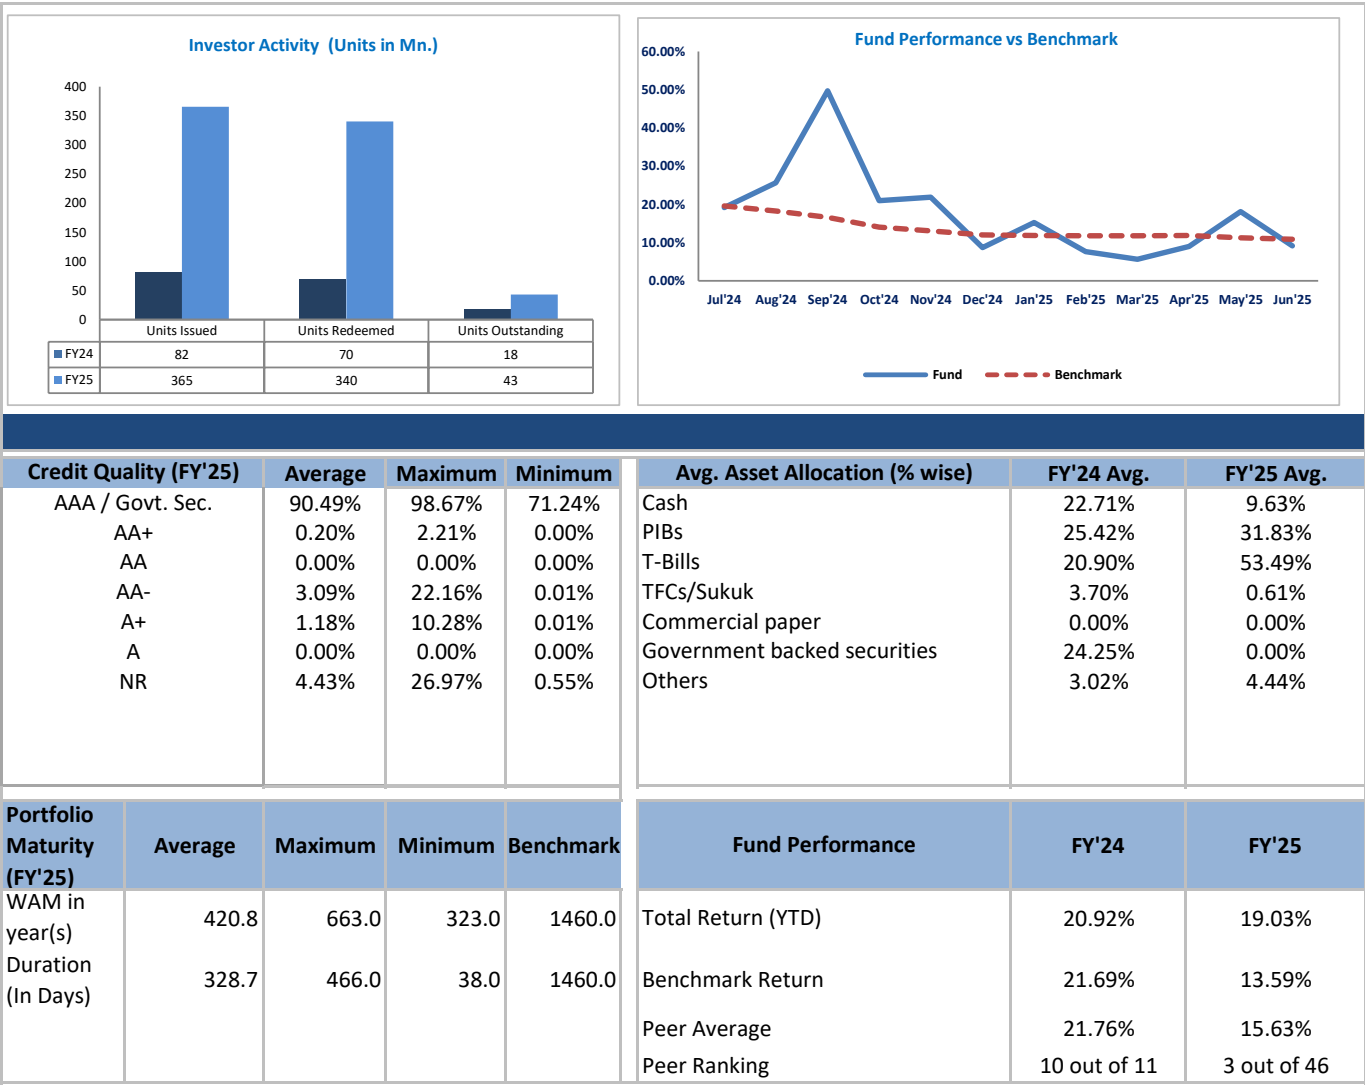 Investor Activity (Units in Mn.)
400
350
300
250
200
150
100
50
0
Units Issued Units Redeemed Units Outstanding
FY24 82 70 18
FY25 365 340 43
Fund Performance vs Benchmark
60.00%
50.00%
40.00%
30.00%
20.00%
10.00%
0.00%
Jul'24 Aug'24 Sep'24 Oct'24 Nov'24 Dec'24 Jan'25 Feb'25 Mar'25 Apr'25 May'25 Jun'25
Fund Benchmark
Credit Quality (FY'25) Average Maximum Minimum
AAA / Govt. Sec. 90.49% 98.67% 71.24%
AA+ 0.20% 2.21% 0.00%
AA 0.00% 0.00% 0.00%
AA- 3.09% 22.16% 0.01%
A+ 1.18% 10.28% 0.01%
A 0.00% 0.00% 0.00%
NR 4.43% 26.97% 0.55%
Avg. Asset Allocation (% wise) FY'24 Avg. FY'25 Avg.
Cash 22.71% 9.63%
PIBs 25.42% 31.83%
T-Bills 20.90% 53.49%
TFCs/Sukuk 3.70% 0.61%
Commercial paper 0.00% 0.00%
Government backed securities 24.25% 0.00%
Others 3.02% 4.44%
Portfolio
Maturity Average Maximum Minimum Benchmark
(FY'25)
WAM in
year(s) 420.8 663.0 323.0 1460.0
Duration
(In Days) 328.7 466.0 38.0 1460.0
Fund Performance FY'24 FY'25
Total Return (YTD) 20.92% 19.03%
Benchmark Return 21.69% 13.59%
Peer Average 21.76% 15.63%
Peer Ranking 10 out of 11 3 out of 46